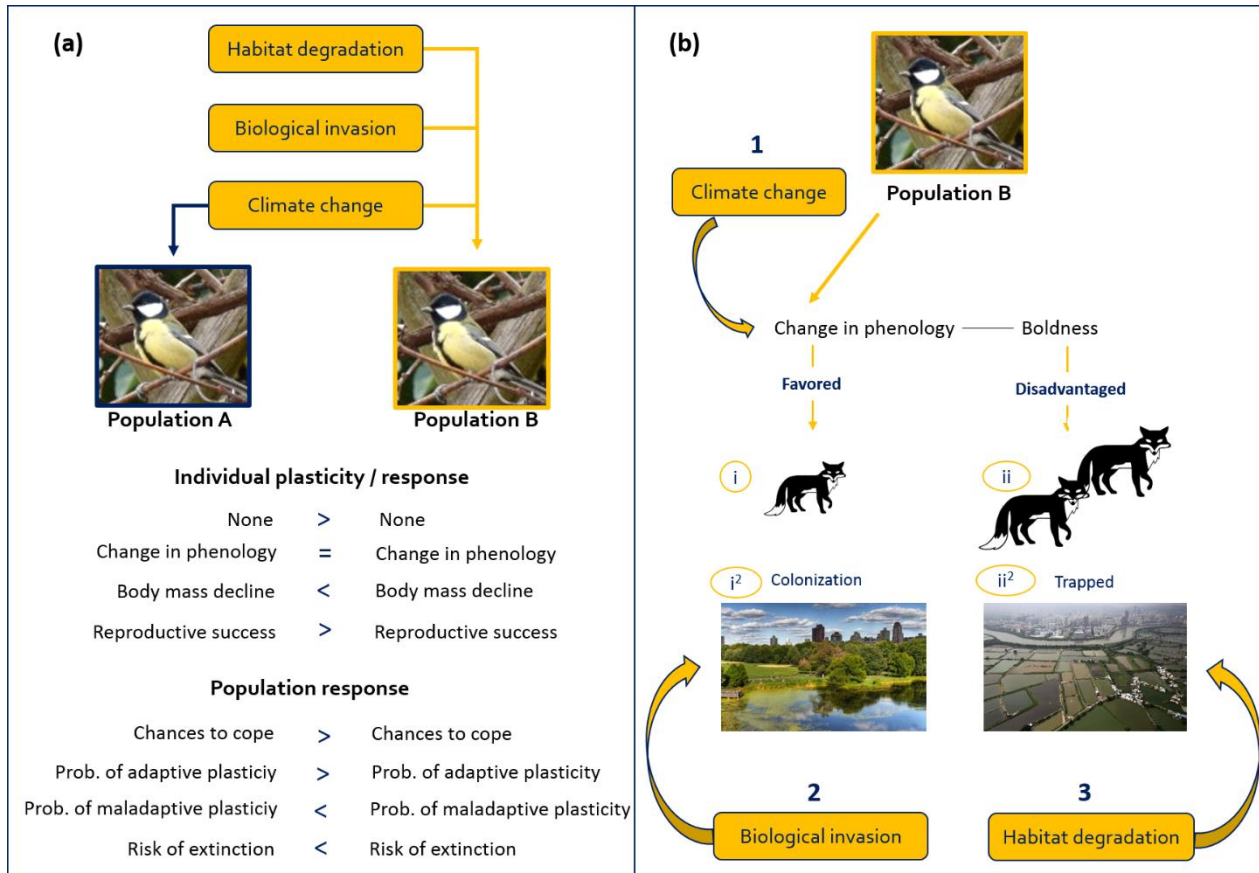 (a)
Habitat degradation
Biological invasion
Climate change
Population A
Population B
Individual plasticity / response
None > None
Change in phenology = Change in phenology
Body mass decline < Body mass decline
Reproductive success > Reproductive success
Population response
Chances to cope > Chances to cope
Prob. of adaptive plasticiy > Prob. of adaptive plasticity
Prob. of maladaptive plasticiy < Prob. of maladaptive plasticity
Risk of extinction < Risk of extinction
(b)
1
Climate change
Population B
Change in phenology
Boldness
Favored
Disadvantaged
i
ii
i² Colonization
ii² Trapped
2
3
Biological invasion
Habitat degradation